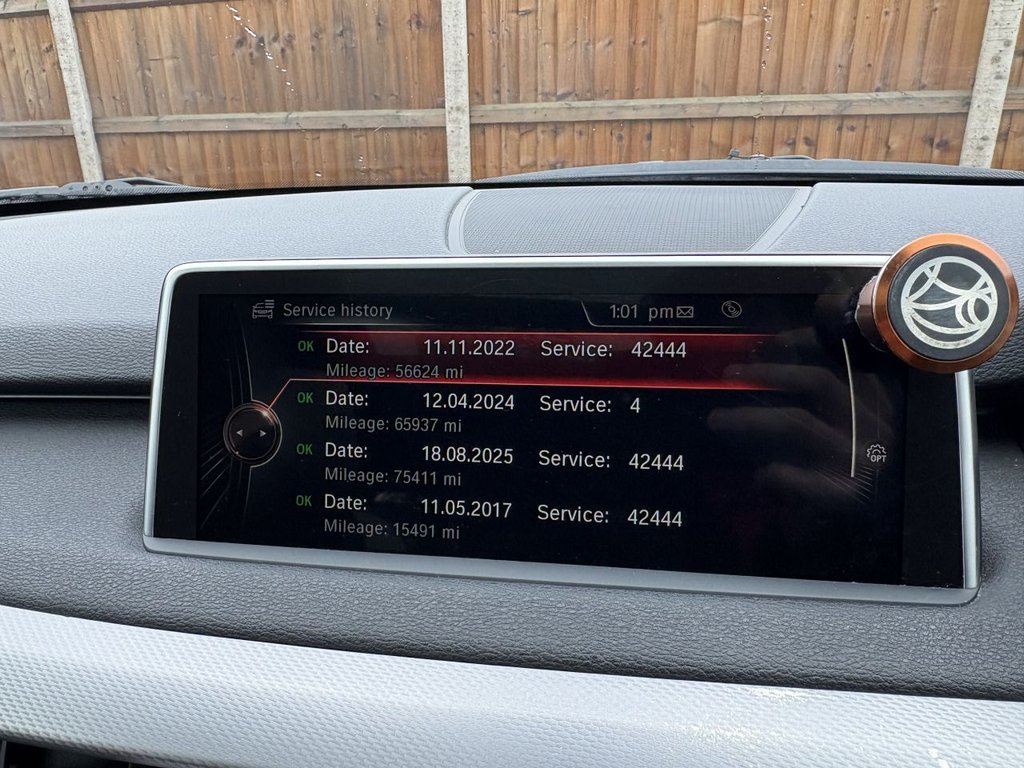 Service history 1:01 pm
OK Date: 11.11.2022 Service: 42444
Mileage: 56624 mi
OK Date: 12.04.2024 Service: 4
Mileage: 65937 mi
OK Date: 18.08.2025 Service: 42444
Mileage: 75411 mi
OPT
OK Date: 11.05.2017 Service: 42444
Mileage: 15491 mi